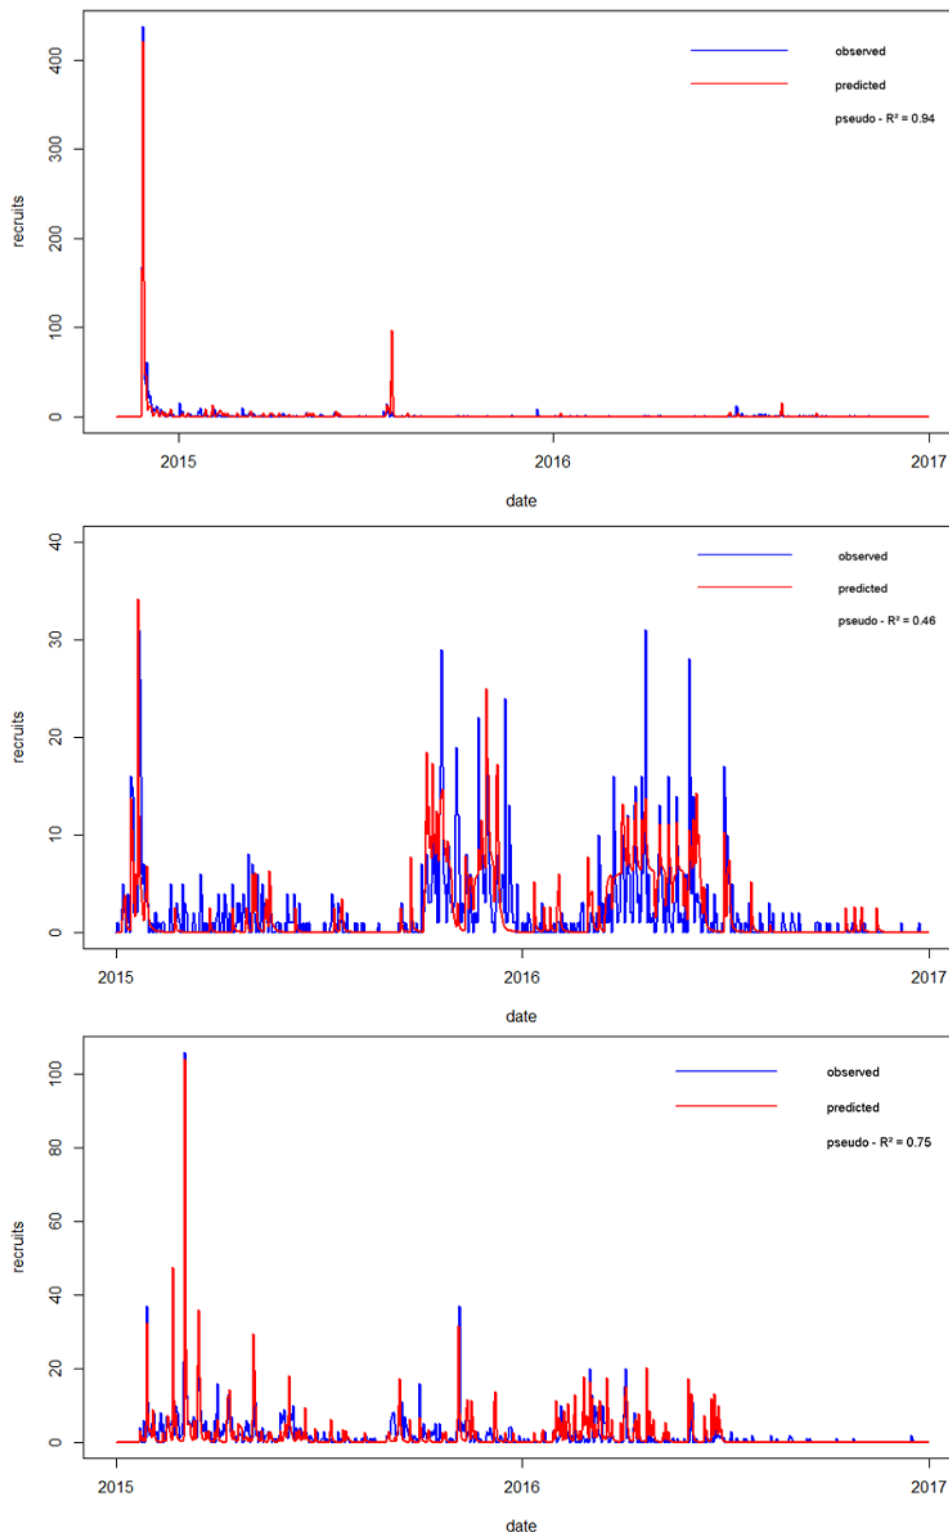 observed
predicted
pseudo - R² = 0.94
400
300
200
100
0
recruits
2015 2016 2017
date
observed
predicted
pseudo - R² = 0.46
40
30
20
10
0
recruits
2015 2016 2017
date
observed
predicted
pseudo - R² = 0.75
100
80
60
40
20
0
recruits
2015 2016 2017
date